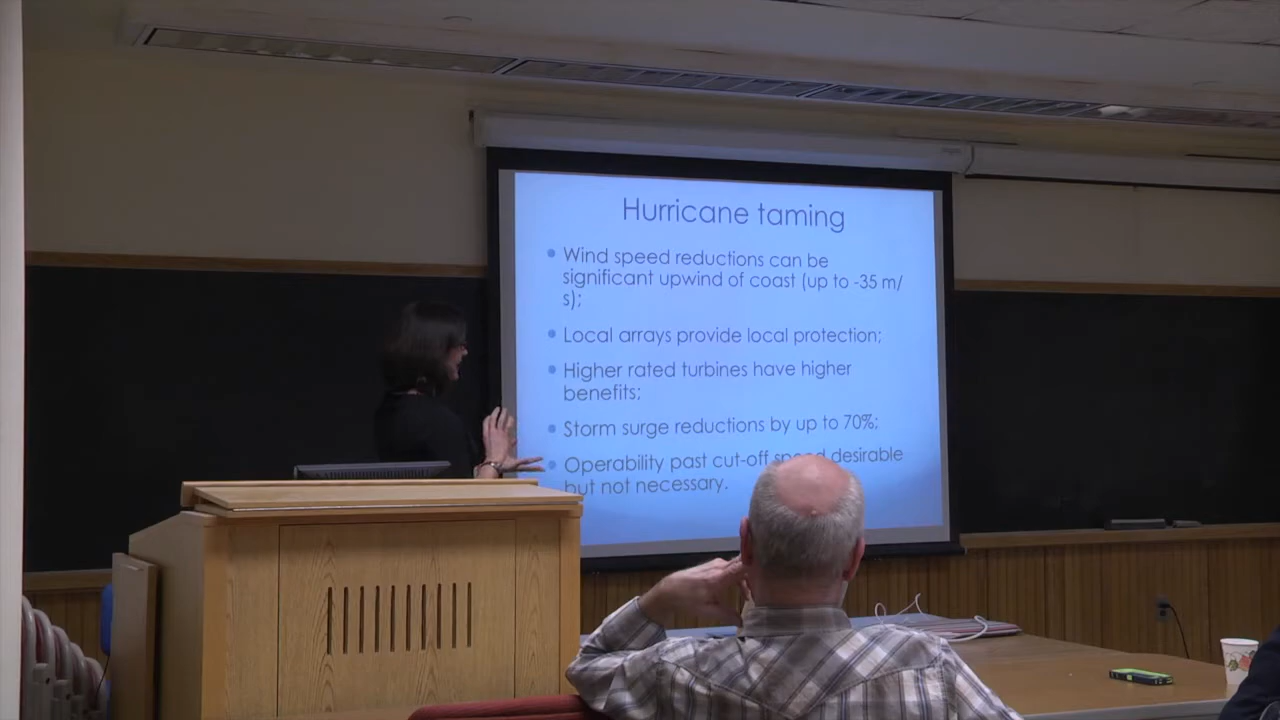 Hurricane taming
Wind speed reductions can be
significant upwind of coast (up to -35 m/
s);
Local arrays provide local protection;
Higher rated turbines have higher
benefits;
Storm surge reductions by up to 70%;
Operability past cut-off speed desirable
but not necessary.